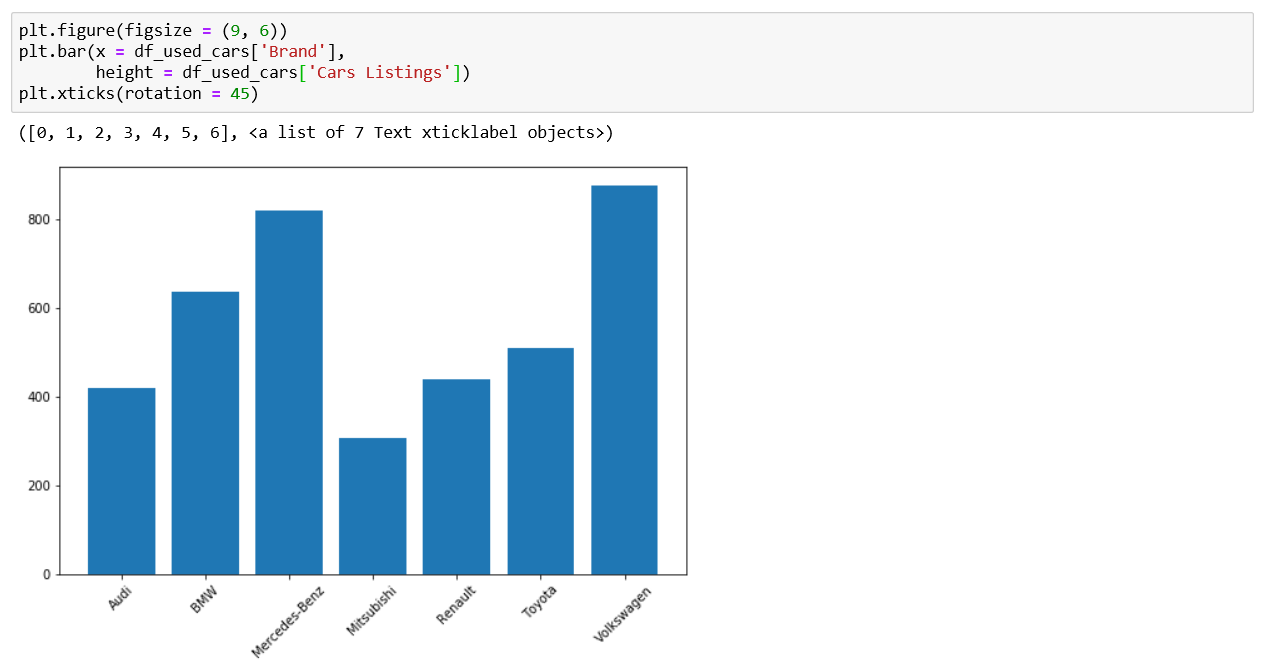 plt.figure(figsize = (9, 6))
plt.bar(x = df_used_cars['Brand'],
        height = df_used_cars['Cars Listings'])
plt.xticks(rotation = 45)
([0, 1, 2, 3, 4, 5, 6], <a list of 7 Text xticklabel objects>)
800
600
400
200
0
Audi
BMW
Mercedes-Benz
Mitsubishi
Renault
Toyota
Volkswagen